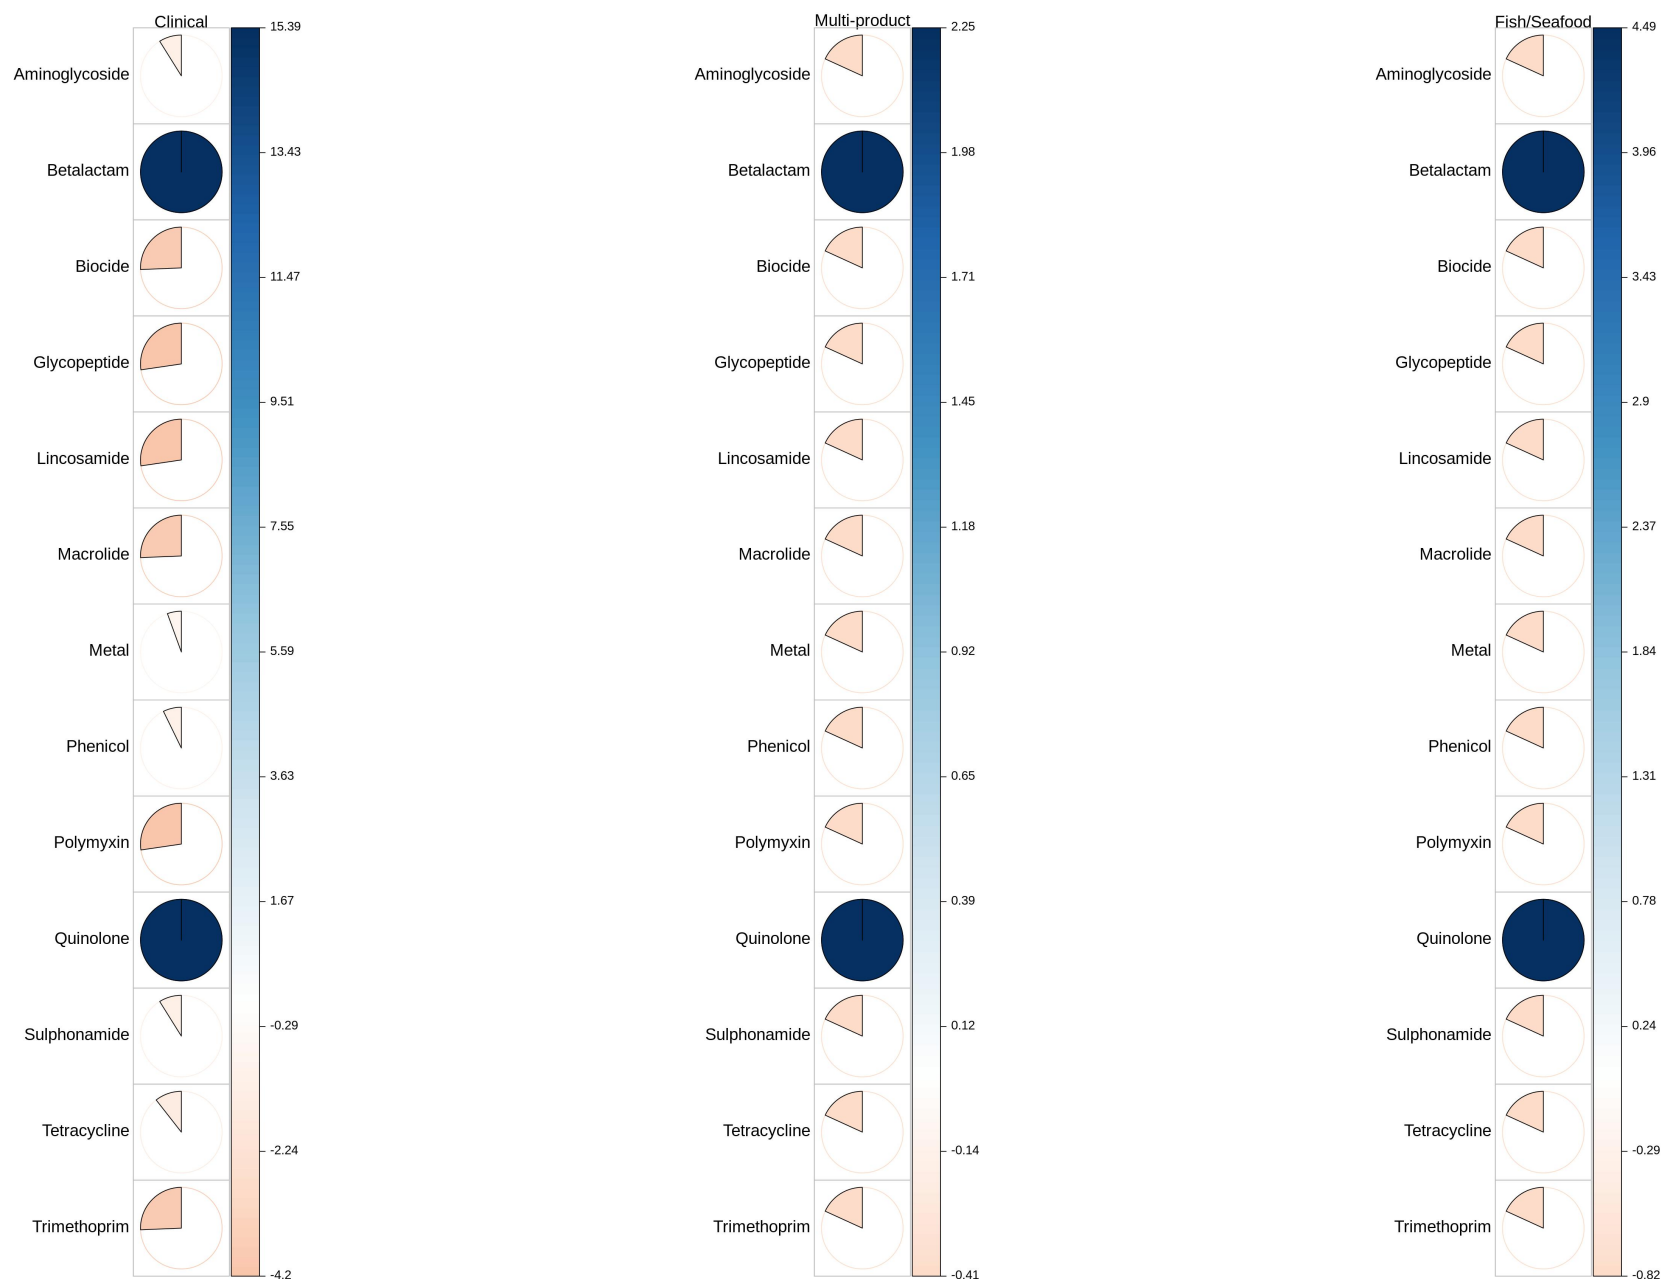 Clinical
Aminoglycoside
Betalactam
Biocide
Glycopeptide
Lincosamide
Macrolide
Metal
Phenicol
Polymyxin
Quinolone
Sulphonamide
Tetracycline
Trimethoprim
15.39
13.43
11.47
9.51
7.55
5.59
3.63
1.67
-0.29
-2.24
-4.2
Multi-product
Aminoglycoside
Betalactam
Biocide
Glycopeptide
Lincosamide
Macrolide
Metal
Phenicol
Polymyxin
Quinolone
Sulphonamide
Tetracycline
Trimethoprim
2.25
1.98
1.71
1.45
1.18
0.92
0.65
0.39
0.12
-0.14
-0.41
Fish/Seafood
Aminoglycoside
Betalactam
Biocide
Glycopeptide
Lincosamide
Macrolide
Metal
Phenicol
Polymyxin
Quinolone
Sulphonamide
Tetracycline
Trimethoprim
4.49
3.96
3.43
2.9
2.37
1.84
1.31
0.78
0.24
-0.29
-0.82